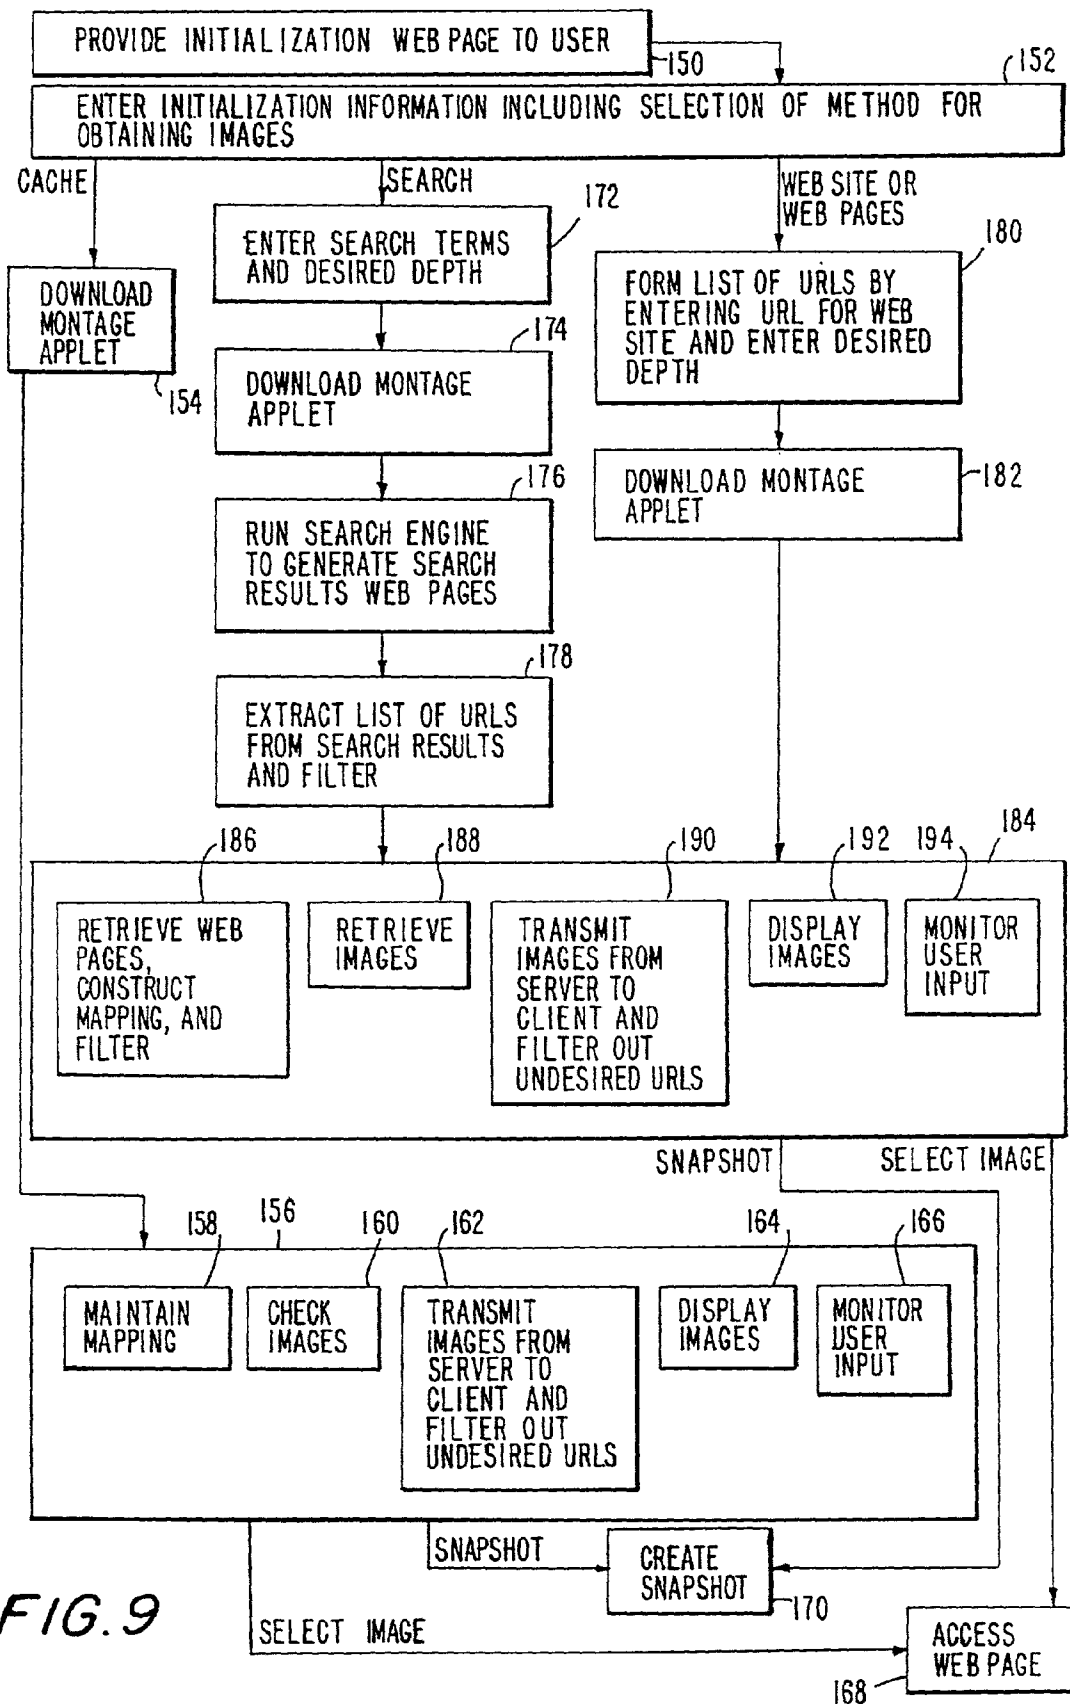 PROVIDE INITIALIZATION WEB PAGE TO USER
150
152
ENTER INITIALIZATION INFORMATION INCLUDING SELECTION OF METHOD FOR
OBTAINING IMAGES
CACHE
SEARCH
WEB SITE OR
WEB PAGES
172
ENTER SEARCH TERMS
AND DESIRED DEPTH
180
FORM LIST OF URLS BY
ENTERING URL FOR WEB
SITE AND ENTER DESIRED
DEPTH
DOWNLOAD
MONTAGE
APPLET
154
174
DOWNLOAD MONTAGE
APPLET
182
DOWNLOAD MONTAGE
APPLET
176
RUN SEARCH ENGINE
TO GENERATE SEARCH
RESULTS WEB PAGES
178
EXTRACT LIST OF URLS
FROM SEARCH RESULTS
AND FILTER
184
186
RETRIEVE WEB
PAGES,
CONSTRUCT
MAPPING, AND
FILTER
188
RETRIEVE
IMAGES
190
TRANSMIT
IMAGES FROM
SERVER TO
CLIENT AND
FILTER OUT
UNDESIRED URLS
192
DISPLAY
IMAGES
194
MONITOR
USER
INPUT
SNAPSHOT
SELECT IMAGE
156
158
MAINTAIN
MAPPING
160
CHECK
IMAGES
162
TRANSMIT
IMAGES FROM
SERVER TO
CLIENT AND
FILTER OUT
UNDESIRED URLS
164
DISPLAY
IMAGES
166
MONITOR
USER
INPUT
SNAPSHOT
CREATE
SNAPSHOT
170
SELECT IMAGE
ACCESS
WEB PAGE
168
FIG. 9